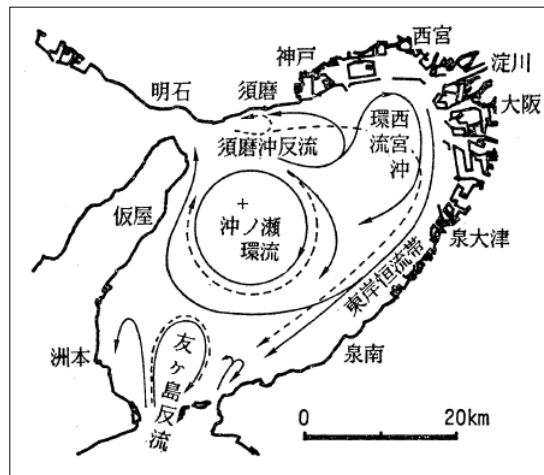 西宮
神戸
淀川
明石
須磨
大阪
須磨沖反流
西宮沖
環流
仮屋
沖ノ瀬
環流
泉大津
東岸恒流帯
洲本
友ヶ島反流
泉南
0
20km